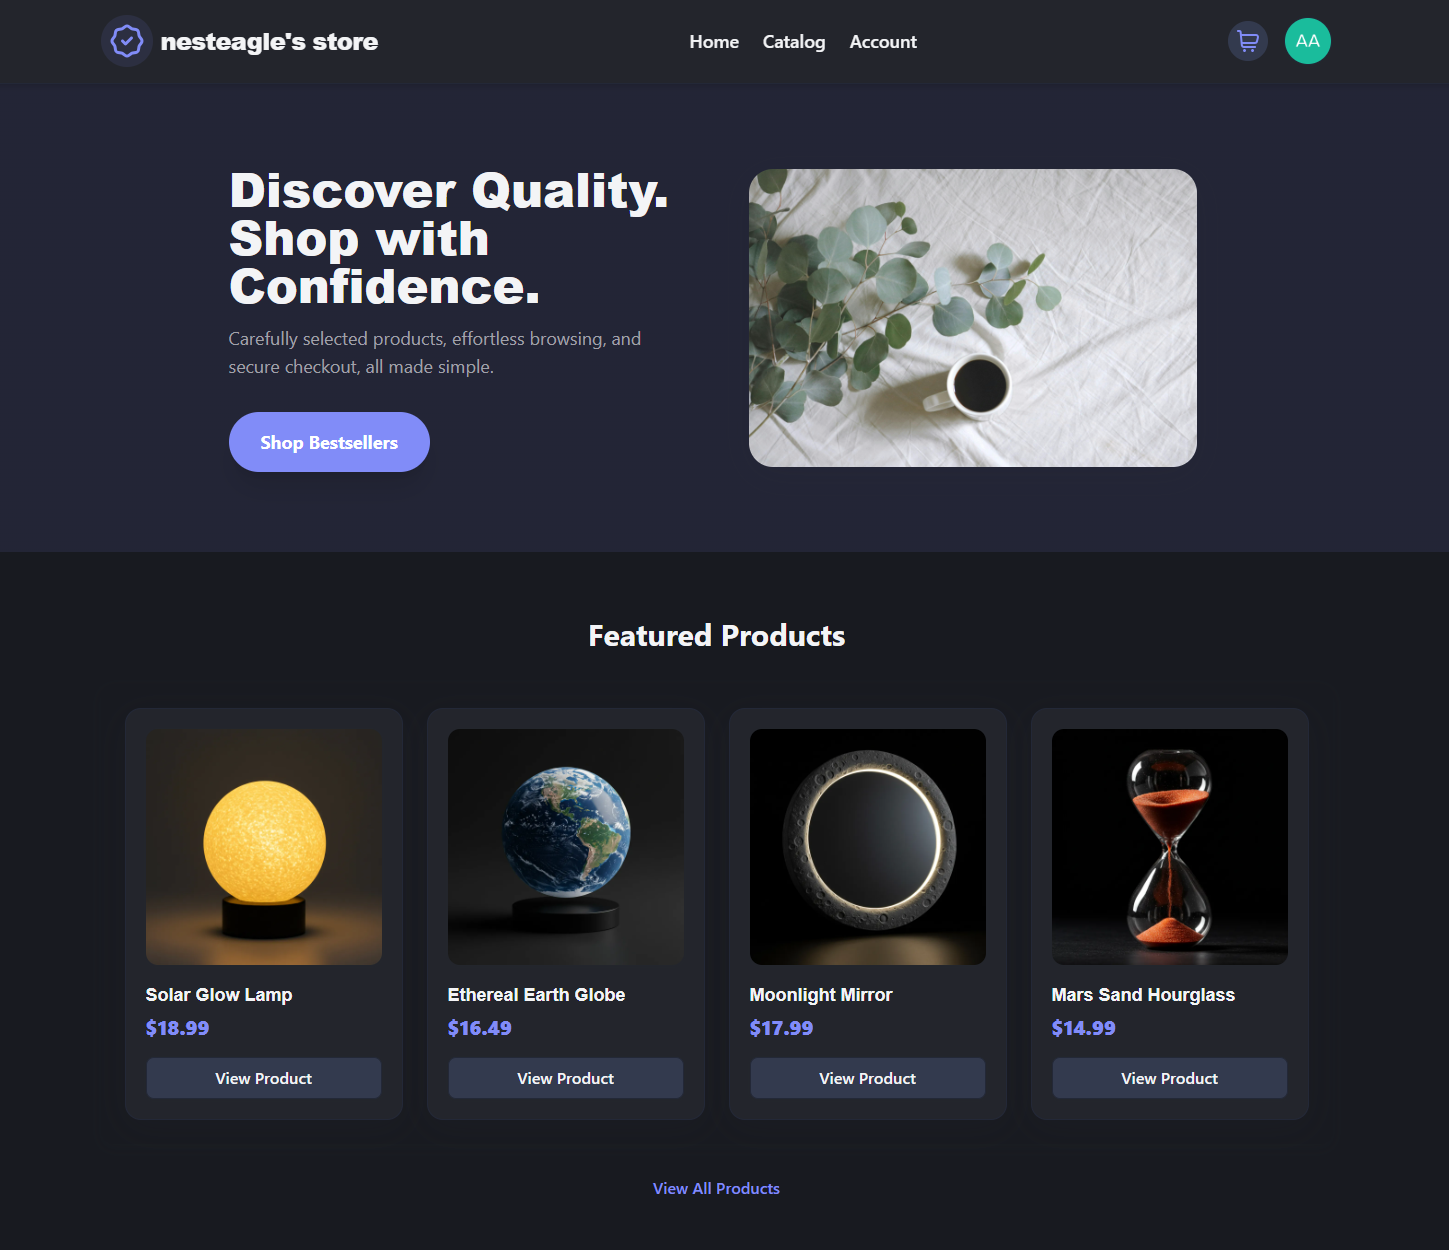 nesteagle's store
Home
Catalog
Account
AA
Discover Quality.
Shop with
Confidence.
Carefully selected products, effortless browsing, and
secure checkout, all made simple.
Shop Bestsellers
Featured Products
Solar Glow Lamp
$18.99
View Product
Ethereal Earth Globe
$16.49
View Product
Moonlight Mirror
$17.99
View Product
Mars Sand Hourglass
$14.99
View Product
View All Products